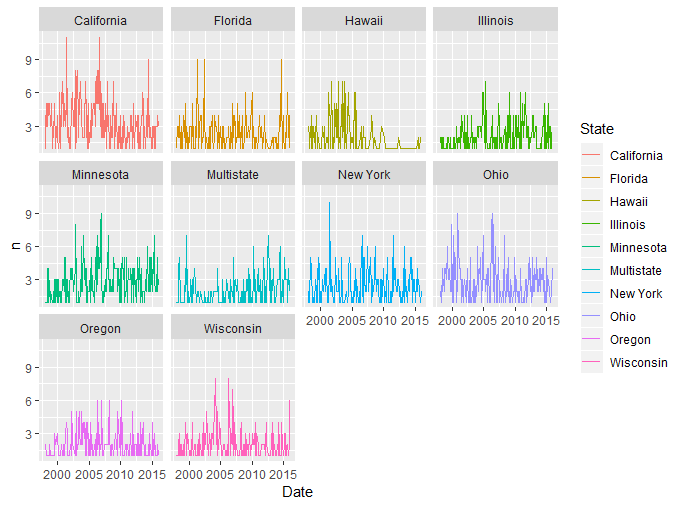 California Florida Hawaii Illinois
9
6
3
Minnesota Multistate New York Ohio
9
6
3
2000 2005 2010 2015 2000 2005 2010 2015
Oregon Wisconsin
9
6
3
2000 2005 2010 2015 2000 2005 2010 2015
Date
n
State
California
Florida
Hawaii
Illinois
Minnesota
Multistate
New York
Ohio
Oregon
Wisconsin